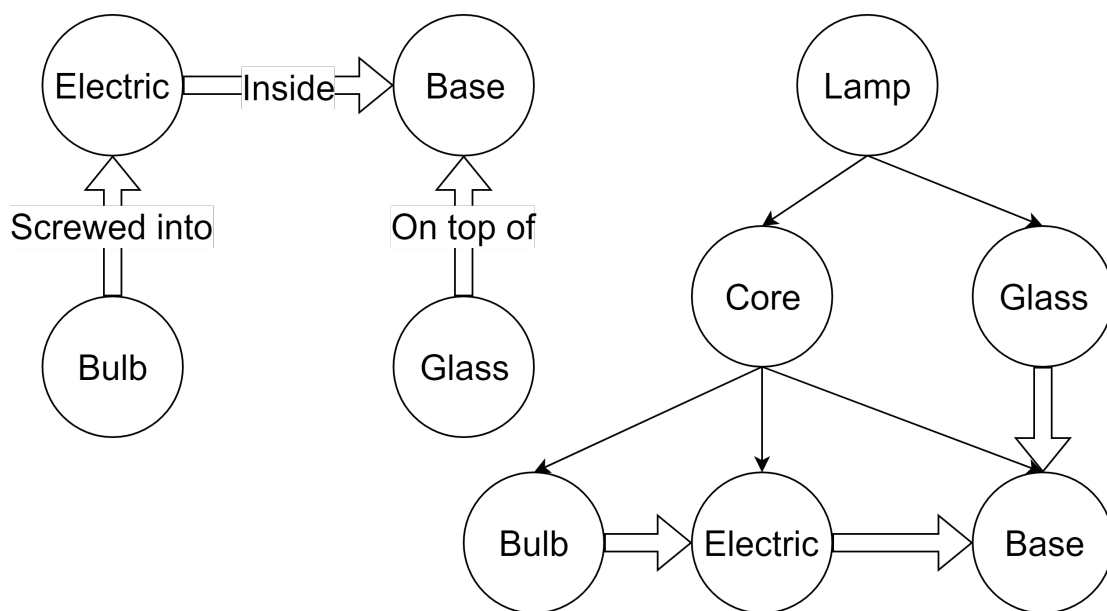 Electric
Inside
Base
Screwed into
On top of
Bulb
Glass
Lamp
Core
Glass
Bulb
Electric
Base